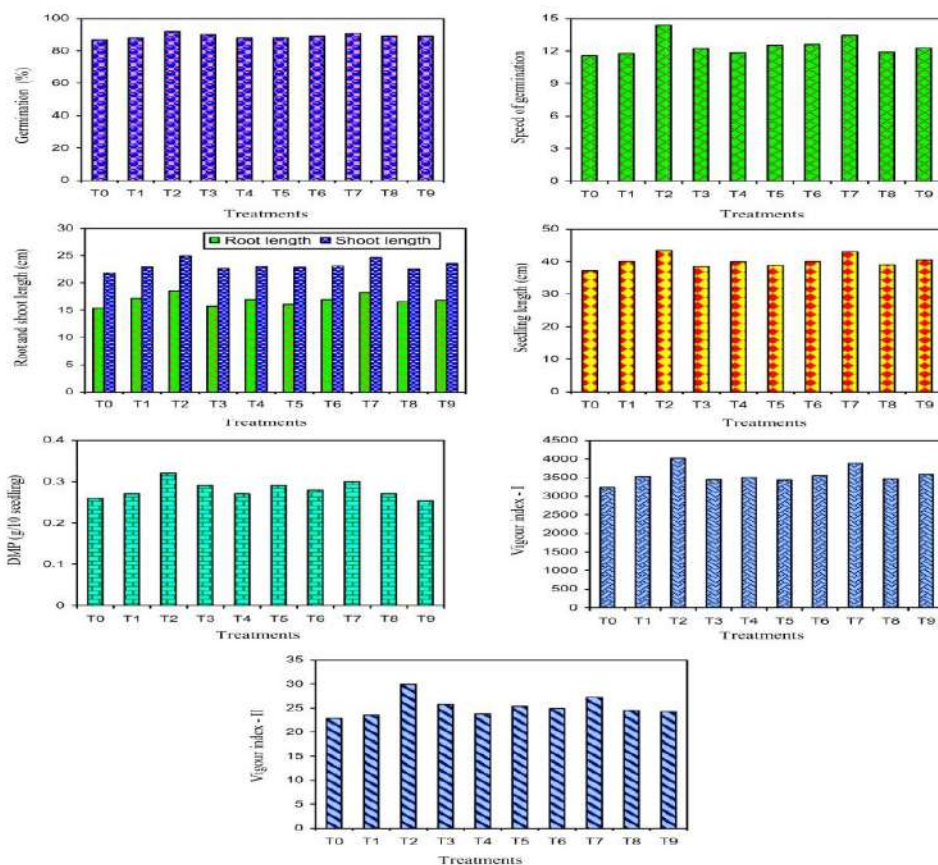 100
80
60
40
20
0
Germination (%)
T0 T1 T2 T3 T4 T5 T6 T7 T8 T9
Treatments
15
12
9
6
3
0
Speed of germination
T0 T1 T2 T3 T4 T5 T6 T7 T8 T9
Treatments
30
25
20
15
10
5
0
Root and shoot length (cm)
Root length Shoot length
T0 T1 T2 T3 T4 T5 T6 T7 T8 T9
Treatments
50
40
30
20
10
0
Seedling length (cm)
T0 T1 T2 T3 T4 T5 T6 T7 T8 T9
Treatments
0.4
0.3
0.2
0.1
0
DMP (g/10 seedling)
T0 T1 T2 T3 T4 T5 T6 T7 T8 T9
Treatments
4500
4000
3500
3000
2500
2000
1500
1000
500
0
Vigour index - I
T0 T1 T2 T3 T4 T5 T6 T7 T8 T9
Treatments
35
30
25
20
15
10
5
0
Vigour index - II
T0 T1 T2 T3 T4 T5 T6 T7 T8 T9
Treatments